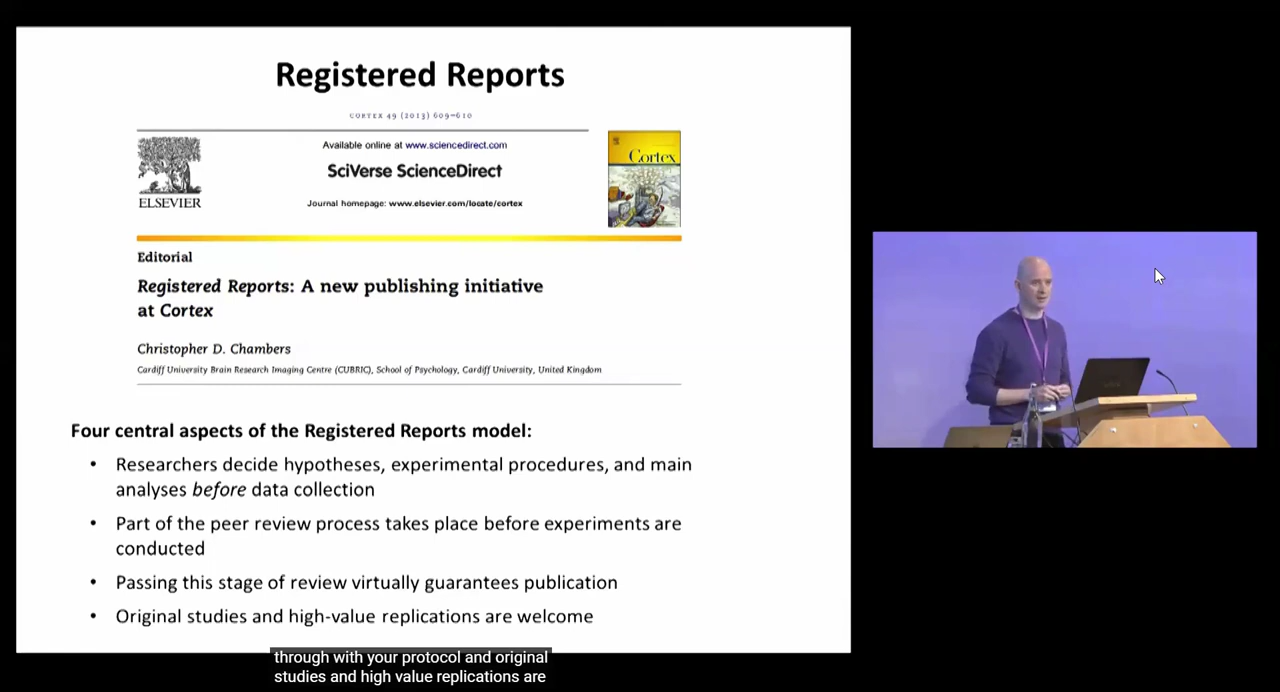 Registered Reports
CORTEX 49 (2013) 609–610
Available online at www.sciencedirect.com
SciVerse ScienceDirect
Journal homepage: www.elsevier.com/locate/cortex
ELSEVIER
Cortex
Editorial
Registered Reports: A new publishing initiative
at Cortex
Christopher D. Chambers
Cardiff University Brain Research Imaging Centre (CUBRIC), School of Psychology, Cardiff University, United Kingdom
Four central aspects of the Registered Reports model:
• Researchers decide hypotheses, experimental procedures, and main
analyses before data collection
• Part of the peer review process takes place before experiments are
conducted
• Passing this stage of review virtually guarantees publication
• Original studies and high-value replications are welcome
through with your protocol and original
studies and high value replications are